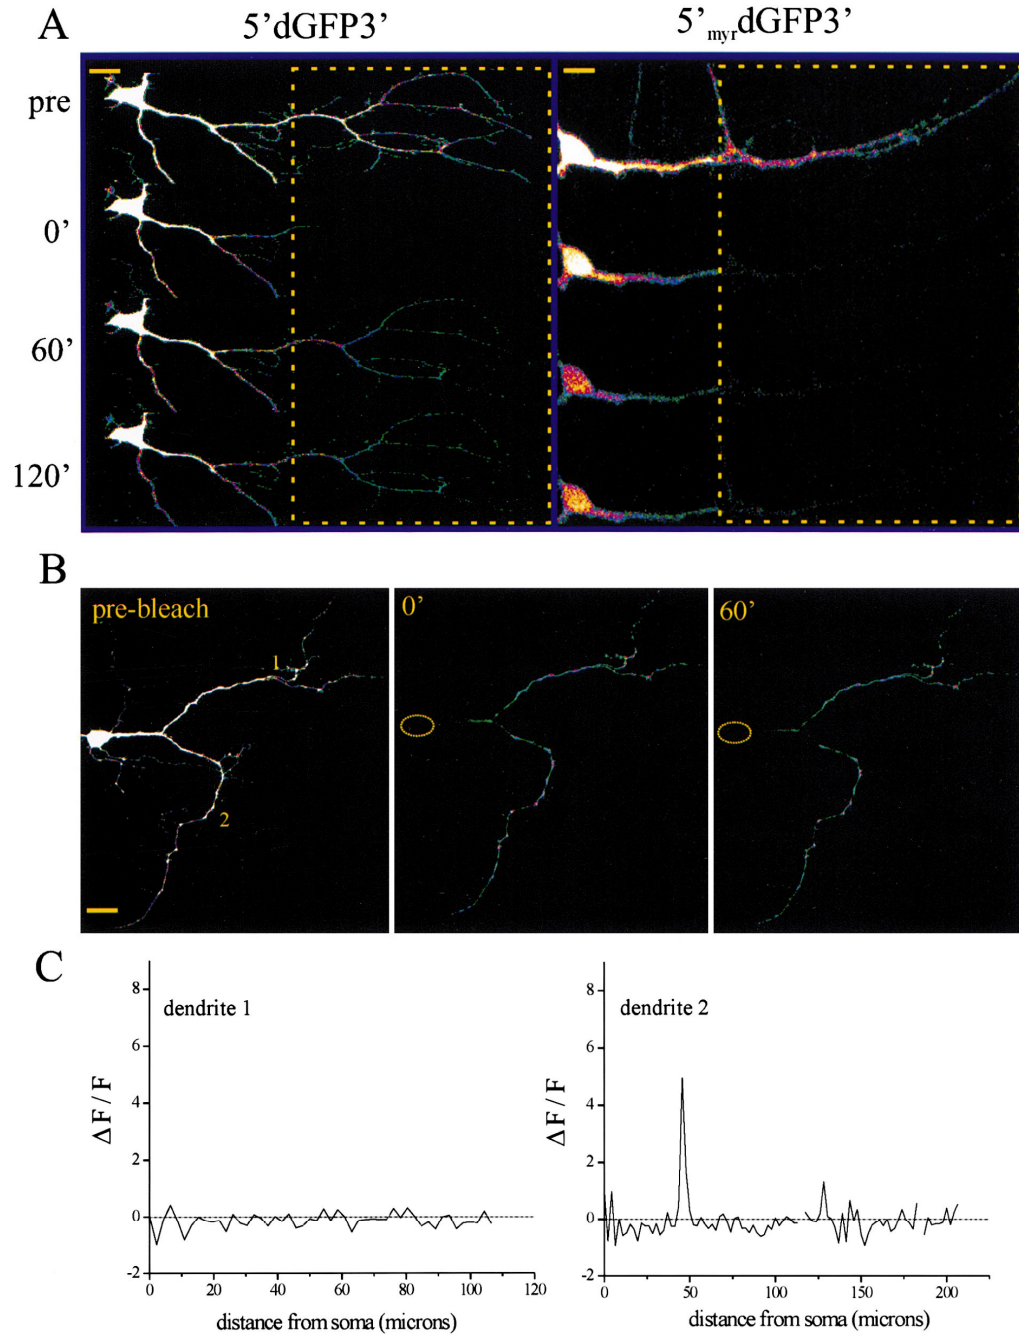 A
5’dGFP3’
5’myrdGFP3’
pre
0’
60’
120’
B
pre-bleach
1
2
0’
60’
C
dendrite 1
8
6
4
2
0
-2
Δ F / F
0 20 40 60 80 100 120
distance from soma (microns)
dendrite 2
8
6
4
2
0
-2
Δ F / F
0 50 100 150 200
distance from soma (microns)